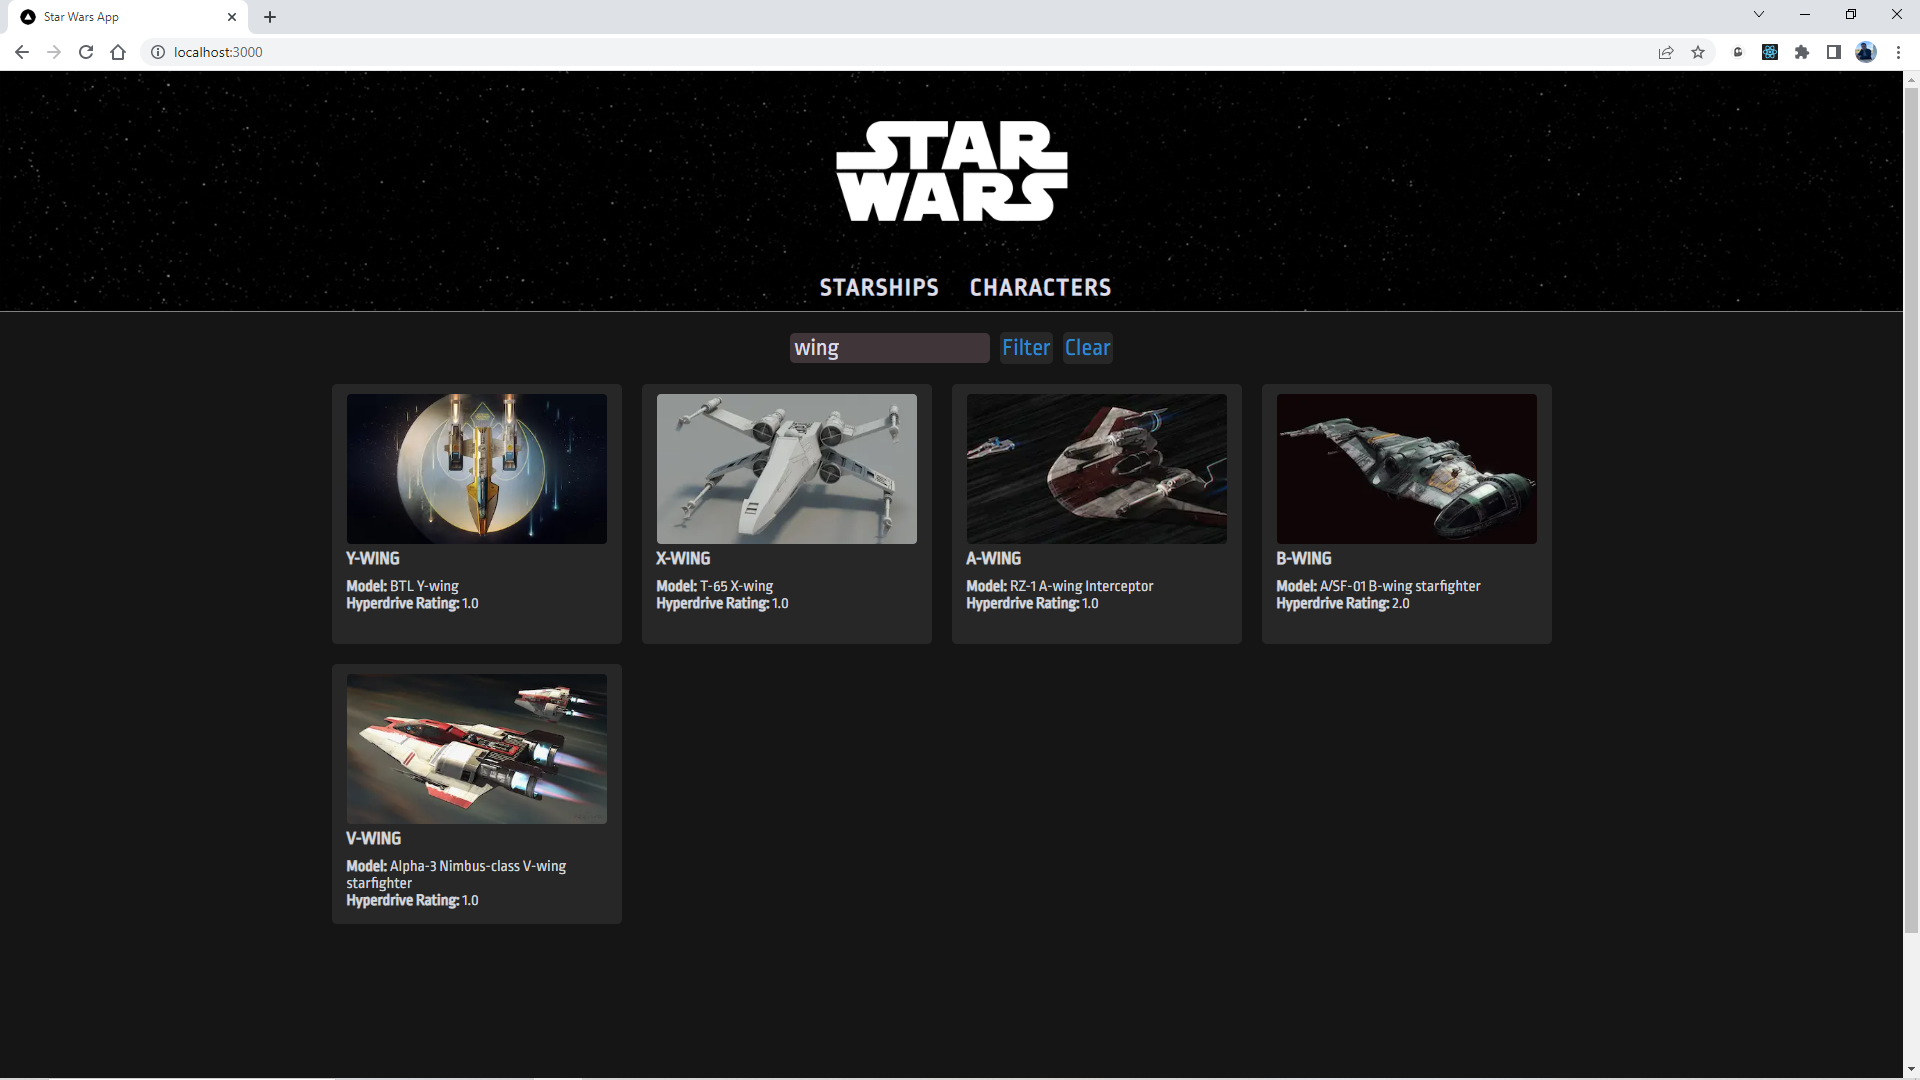 Star Wars App
localhost:3000
STAR
WARS
STARSHIPS CHARACTERS
wing Filter Clear
Y-WING
Model: BTL Y-wing
Hyperdrive Rating: 1.0
X-WING
Model: T-65 X-wing
Hyperdrive Rating: 1.0
A-WING
Model: RZ-1 A-wing Interceptor
Hyperdrive Rating: 1.0
B-WING
Model: A/SF-01 B-wing starfighter
Hyperdrive Rating: 2.0
V-WING
Model: Alpha-3 Nimbus-class V-wing
starfighter
Hyperdrive Rating: 1.0